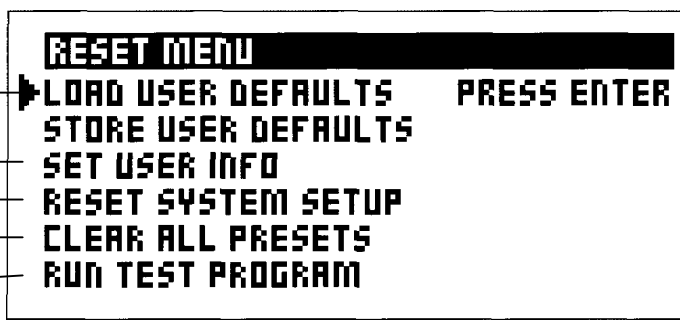 RESET MENU
LOAD USER DEFAULTS PRESS ENTER
STORE USER DEFAULTS
SET USER INFO
RESET SYSTEM SETUP
CLEAR ALL PRESETS
RUN TEST PROGRAM